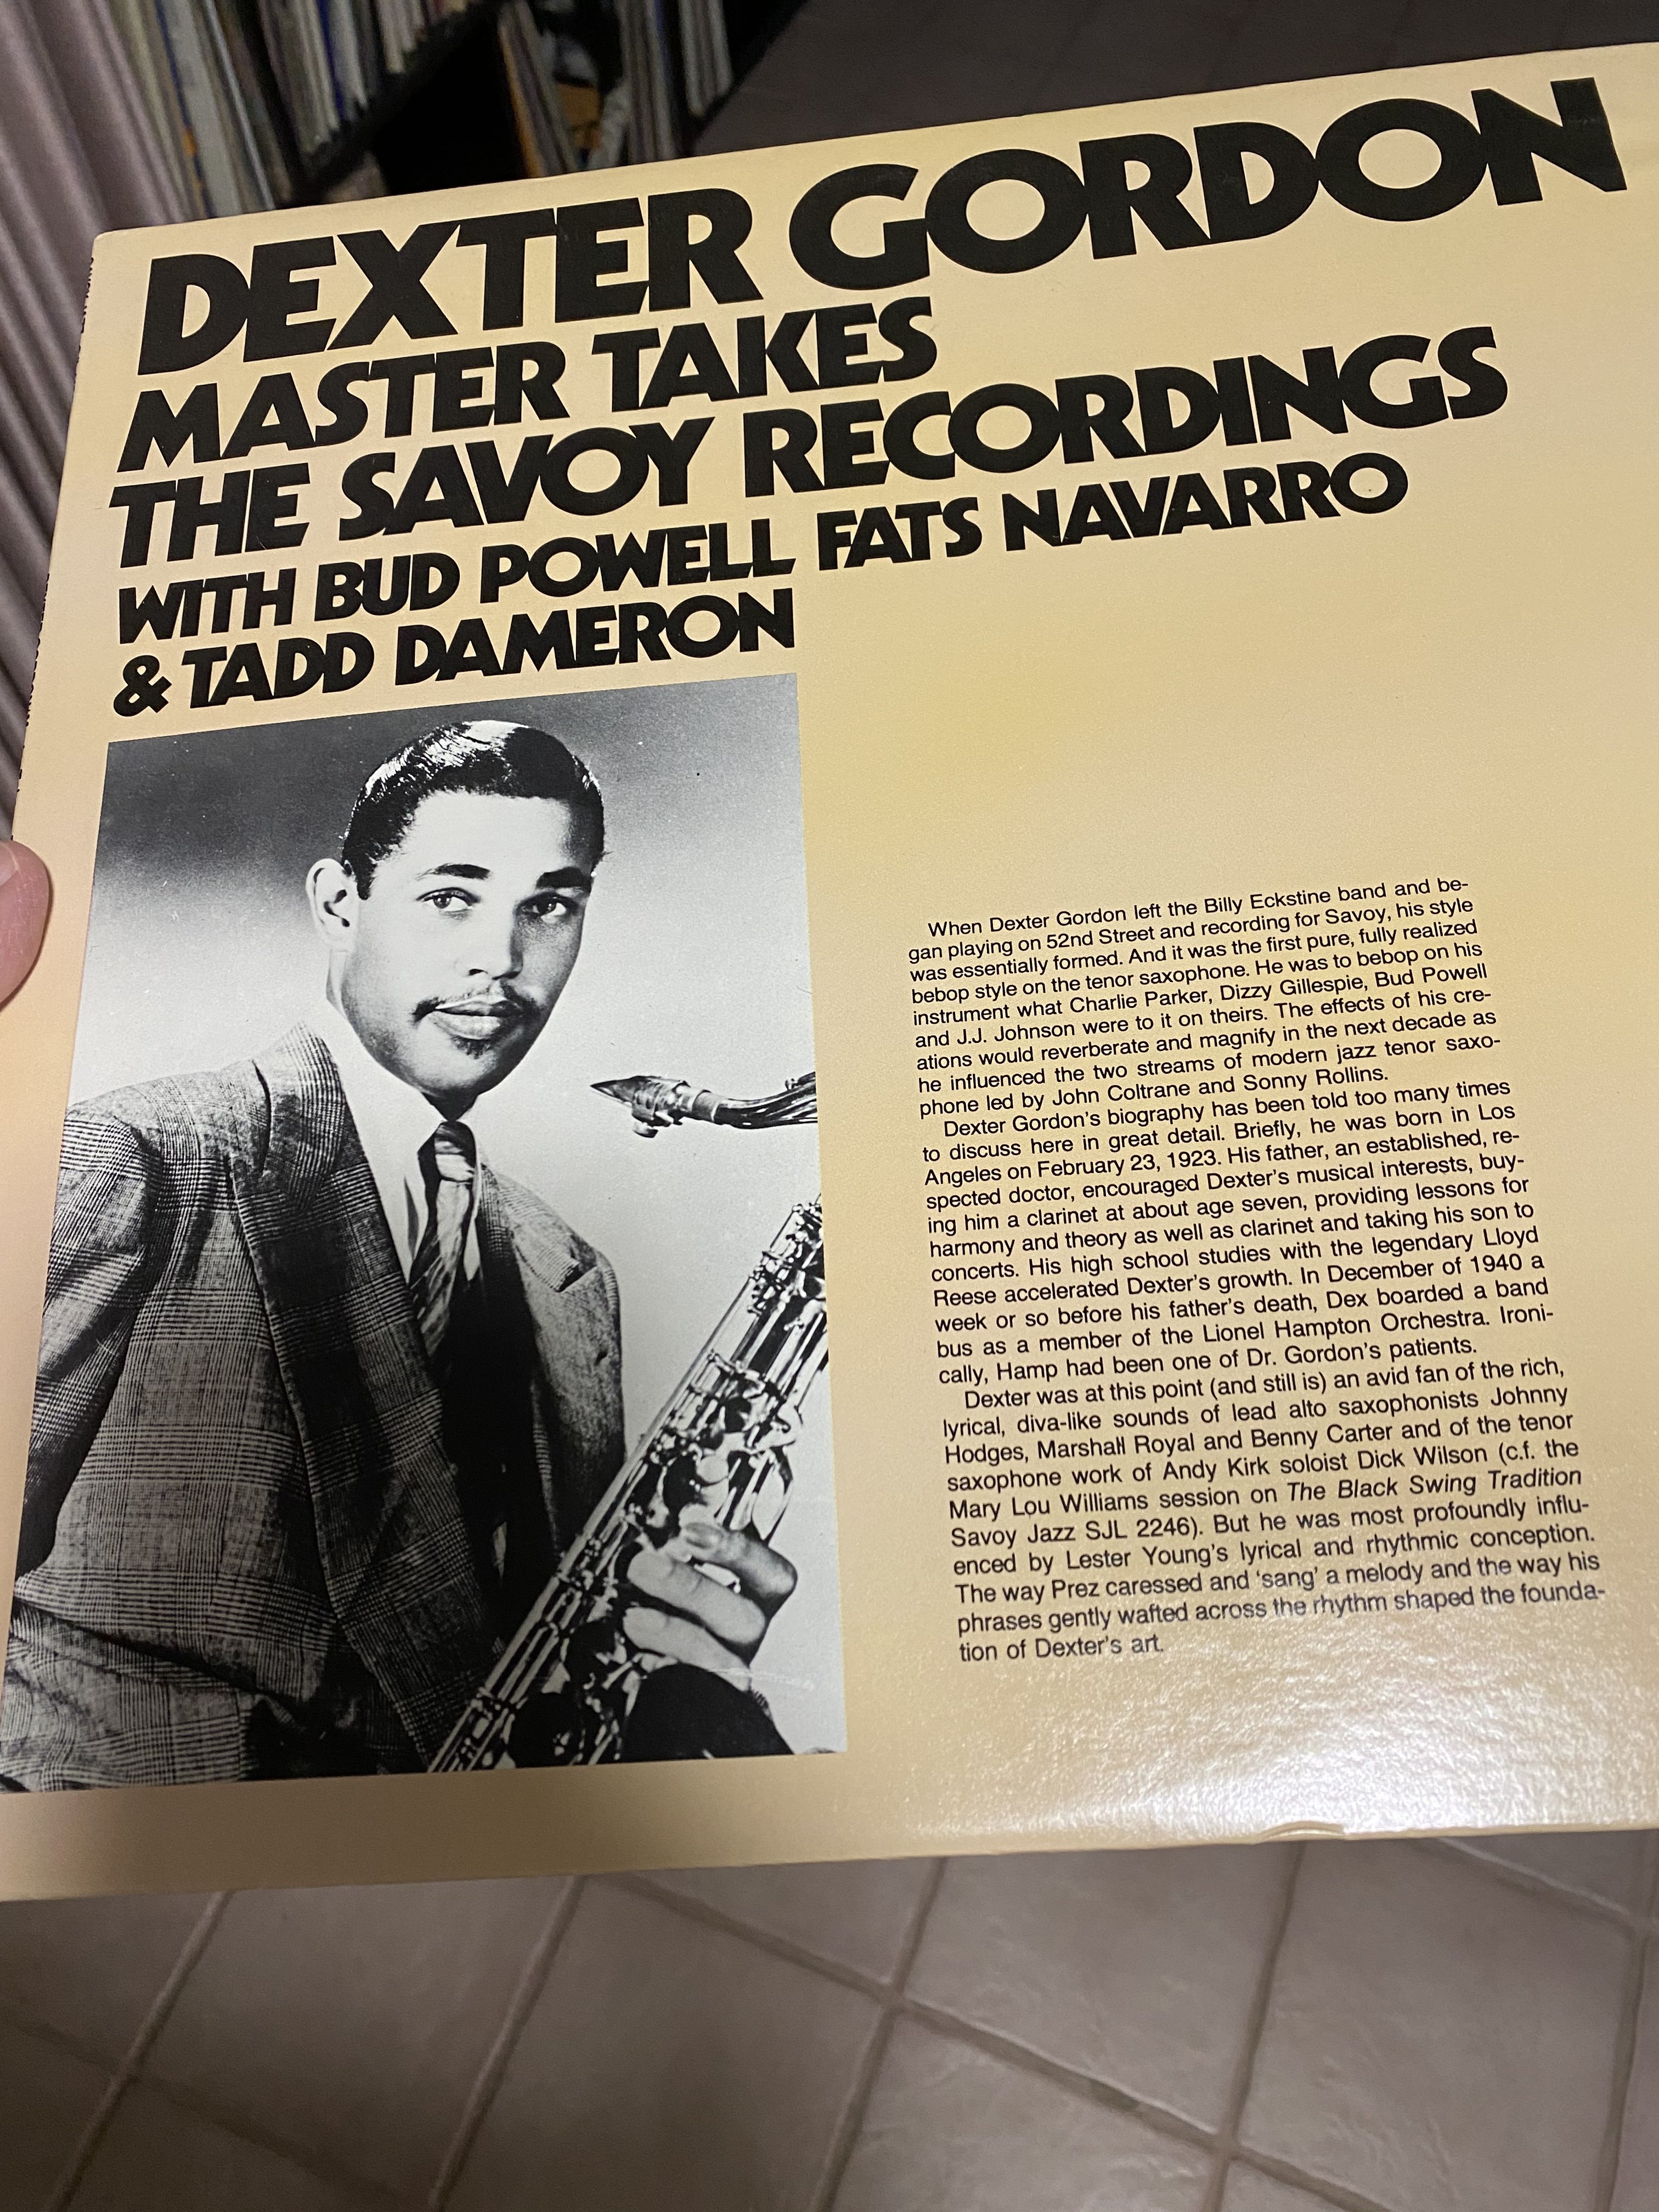 DEXTER GORDON
MASTER TAKES
THE SAVOY RECORDINGS
WITH BUD POWELL FATS NAVARRO
& TADD DAMERON
When Dexter Gordon left the Billy Eckstine band and be-
gan playing on 52nd Street and recording for Savoy, his style
was essentially formed. And it was the first pure, fully realized
bebop style on the tenor saxophone. He was to bebop on his
instrument what Charlie Parker, Dizzy Gillespie, Bud Powell
and J.J. Johnson were to it on theirs. The effects of his cre-
ations would reverberate and magnify in the next decade as
he influenced the two streams of modern jazz tenor saxo-
phone led by John Coltrane and Sonny Rollins.
Dexter Gordon's biography has been told too many times
to discuss here in great detail. Briefly, he was born in Los
Angeles on February 23, 1923. His father, an established, re-
spected doctor, encouraged Dexter's musical interests, buy-
ing him a clarinet at about age seven, providing lessons for
harmony and theory as well as clarinet and taking his son to
concerts. His high school studies with the legendary Lloyd
Reese accelerated Dexter's growth. In December of 1940 a
week or so before his father's death, Dex boarded a band
bus as a member of the Lionel Hampton Orchestra. Ironi-
cally, Hamp had been one of Dr. Gordon's patients.
Dexter was at this point (and still is) an avid fan of the rich,
lyrical, diva-like sounds of lead alto saxophonists Johnny
Hodges, Marshall Royal and Benny Carter and of the tenor
saxophone work of Andy Kirk soloist Dick Wilson (c.f. the
Mary Lou Williams session on The Black Swing Tradition
Savoy Jazz SJL 2246). But he was most profoundly influ-
enced by Lester Young's lyrical and rhythmic conception.
The way Prez caressed and 'sang' a melody and the way his
phrases gently wafted across the rhythm shaped the founda-
tion of Dexter's art.